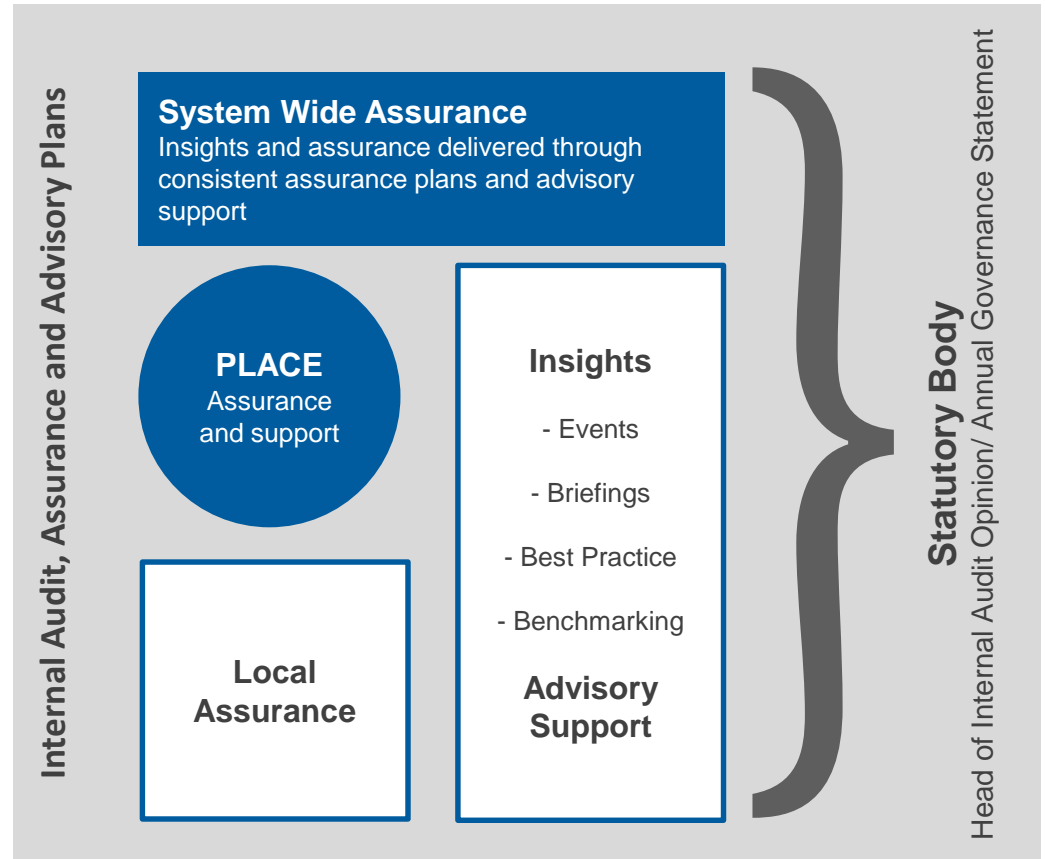 Internal Audit, Assurance and Advisory Plans
System Wide Assurance
Insights and assurance delivered through
consistent assurance plans and advisory
support
PLACE
Assurance
and support
Local
Assurance
Insights
- Events
- Briefings
- Best Practice
- Benchmarking
Advisory
Support
Statutory Body
Head of Internal Audit Opinion/ Annual Governance Statement